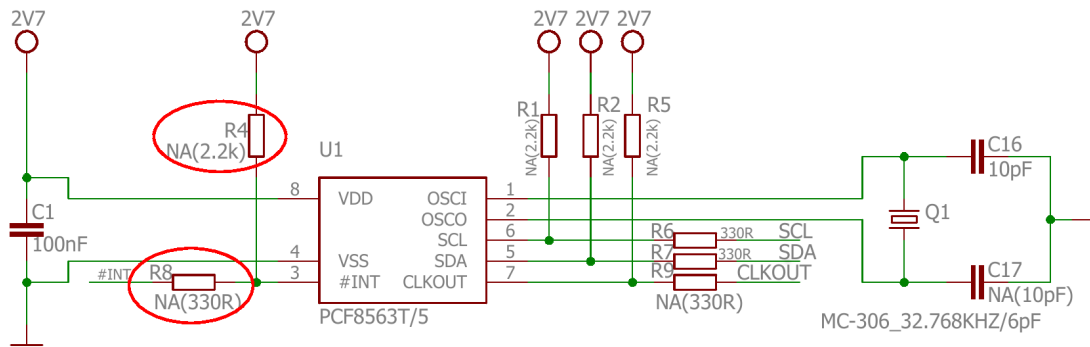 2V7
2V7
2V7
2V7
2V7
R4
NA(2.2k)
R1
NA(2.2k)
R2
NA(2.2k)
R5
NA(2.2k)
U1
C16
10pF
8
VDD
OSCI
1
OSCO
2
C1
100nF
SCL
6
R6
330R
SCL
Q1
4
VSS
SDA
5
R7
330R
SDA
#INT
R8
3
#INT
CLKOUT
7
R9
CLKOUT
C17
NA(330R)
NA(330R)
NA(10pF)
PCF8563T/5
MC-306_32.768KHZ/6pF